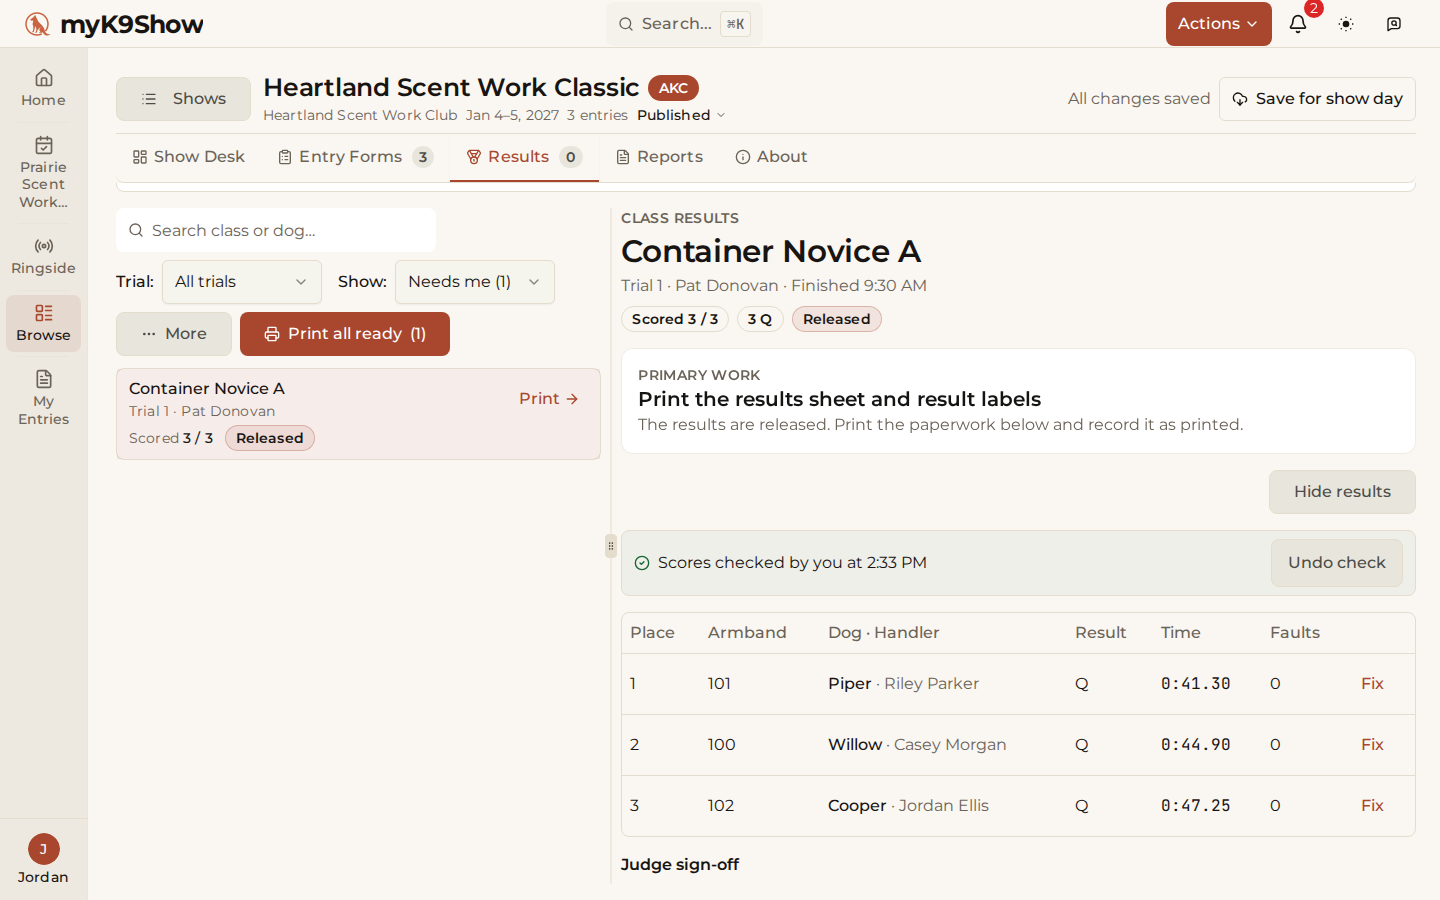 myK9Show
Search... ⌘K
Actions
2
Home
Prairie
Scent
Work...
Ringside
Browse
My
Entries
J
Jordan
Shows
Heartland Scent Work Classic AKC
Heartland Scent Work Club Jan 4–5, 2027 3 entries Published
All changes saved
Save for show day
Show Desk
Entry Forms 3
Results 0
Reports
About
Search class or dog...
Trial: All trials Show: Needs me (1)
More
Print all ready (1)
Container Novice A
Trial 1 · Pat Donovan
Print →
Scored 3 / 3 Released
CLASS RESULTS
Container Novice A
Trial 1 · Pat Donovan · Finished 9:30 AM
Scored 3 / 3 3 Q Released
PRIMARY WORK
Print the results sheet and result labels
The results are released. Print the paperwork below and record it as printed.
Hide results
Scores checked by you at 2:33 PM
Undo check
Place Armband Dog · Handler Result Time Faults
1 101 Piper · Riley Parker Q 0:41.30 0 Fix
2 100 Willow · Casey Morgan Q 0:44.90 0 Fix
3 102 Cooper · Jordan Ellis Q 0:47.25 0 Fix
Judge sign-off